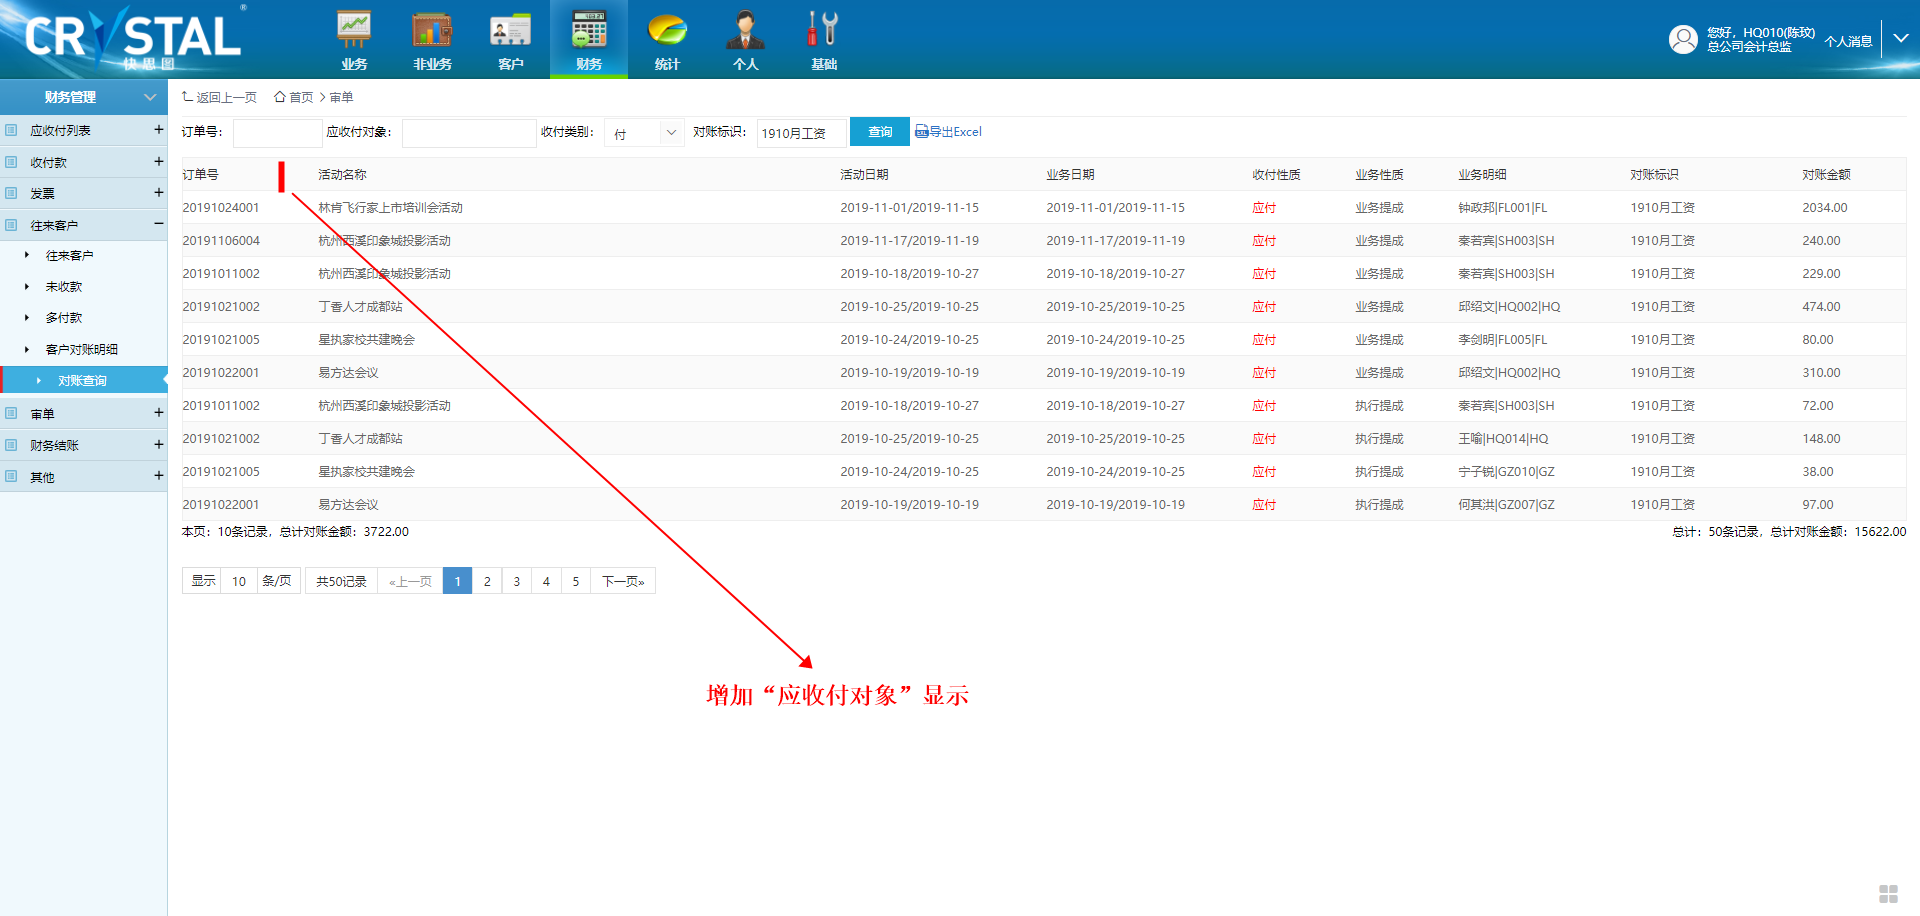 CRYSTAL®
快思图
业务 非业务 客户 财务 统计 个人 基础
您好，HQ010(陈玟)
总公司会计总监
个人消息
财务管理
应收付列表 +
收付款 +
发票 +
往来客户 −
往来客户
未收款
多付款
客户对账明细
对账查询
审单 +
财务结账 +
其他 +
返回上一页 首页 > 审单
订单号： 应收付对象： 收付类别： 付 对账标识： 1910月工资 查询 导出Excel
订单号 活动名称 活动日期 业务日期 收付性质 业务性质 业务明细 对账标识 对账金额
20191024001 林肯飞行家上市培训会活动 2019-11-01/2019-11-15 2019-11-01/2019-11-15 应付 业务提成 钟政邦|FL001|FL 1910月工资 2034.00
20191106004 杭州西溪印象城投影活动 2019-11-17/2019-11-19 2019-11-17/2019-11-19 应付 业务提成 秦若宾|SH003|SH 1910月工资 240.00
20191011002 杭州西溪印象城投影活动 2019-10-18/2019-10-27 2019-10-18/2019-10-27 应付 业务提成 秦若宾|SH003|SH 1910月工资 229.00
20191021002 丁香人才成都站 2019-10-25/2019-10-25 2019-10-25/2019-10-25 应付 业务提成 邱绍文|HQ002|HQ 1910月工资 474.00
20191021005 星执家校共建晚会 2019-10-24/2019-10-25 2019-10-24/2019-10-25 应付 业务提成 李剑明|FL005|FL 1910月工资 80.00
20191022001 易方达会议 2019-10-19/2019-10-19 2019-10-19/2019-10-19 应付 业务提成 邱绍文|HQ002|HQ 1910月工资 310.00
20191011002 杭州西溪印象城投影活动 2019-10-18/2019-10-27 2019-10-18/2019-10-27 应付 执行提成 秦若宾|SH003|SH 1910月工资 72.00
20191021002 丁香人才成都站 2019-10-25/2019-10-25 2019-10-25/2019-10-25 应付 执行提成 王喻|HQ014|HQ 1910月工资 148.00
20191021005 星执家校共建晚会 2019-10-24/2019-10-25 2019-10-24/2019-10-25 应付 执行提成 宁子锐|GZ010|GZ 1910月工资 38.00
20191022001 易方达会议 2019-10-19/2019-10-19 2019-10-19/2019-10-19 应付 执行提成 何其洪|GZ007|GZ 1910月工资 97.00
本页：10条记录，总计对账金额：3722.00 总计：50条记录，总计对账金额：15622.00
显示 10 条/页 共50记录 «上一页 1 2 3 4 5 下一页»
增加“应收付对象”显示